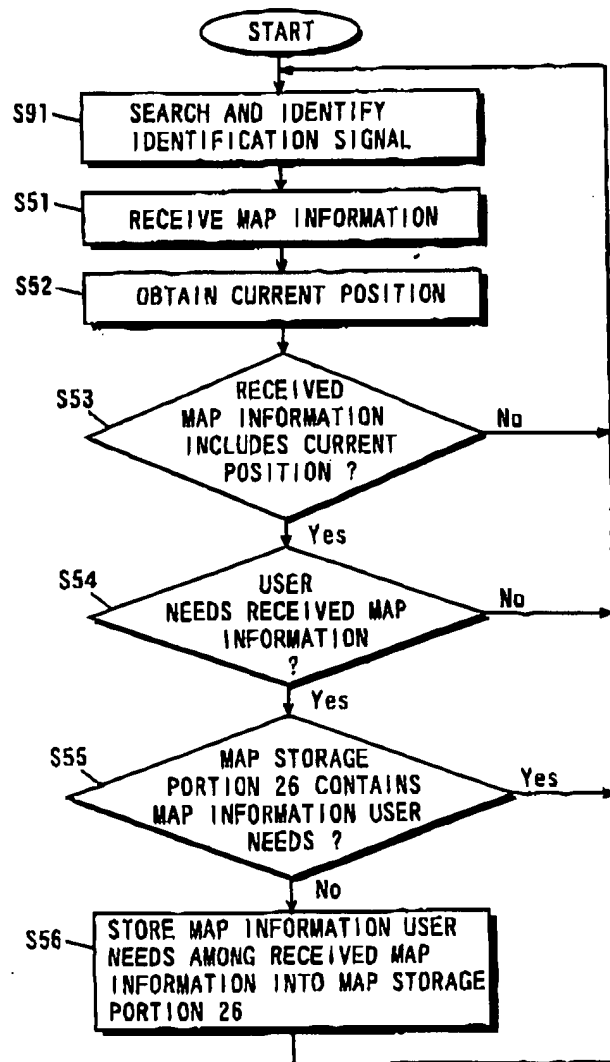 START
S91
SEARCH AND IDENTIFY
IDENTIFICATION SIGNAL
S51
RECEIVE MAP INFORMATION
S52
OBTAIN CURRENT POSITION
S53
RECEIVED
MAP INFORMATION
INCLUDES CURRENT
POSITION ?
No
Yes
S54
USER
NEEDS RECEIVED MAP
INFORMATION
?
No
Yes
S55
MAP STORAGE
PORTION 26 CONTAINS
MAP INFORMATION USER
NEEDS ?
Yes
No
S56
STORE MAP INFORMATION USER
NEEDS AMONG RECEIVED MAP
INFORMATION INTO MAP STORAGE
PORTION 26